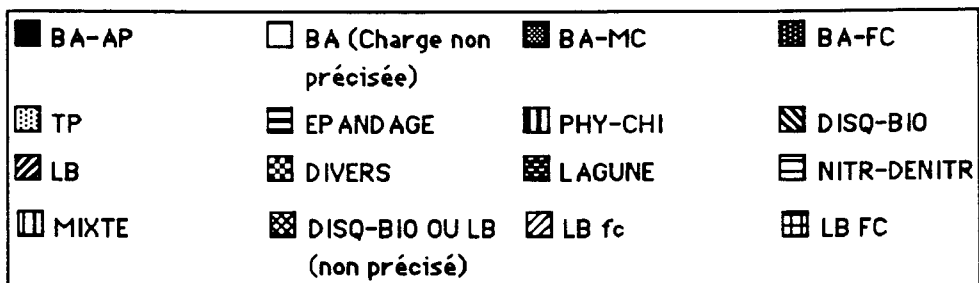 BA-AP BA (Charge non précisée) BA-MC BA-FC
TP EPANDAGE PHY-CHI DISQ-BIO
LB DIVERS LAGUNE NITR-DENITR
MIXTE DISQ-BIO OU LB (non précisé) LB fc LB FC